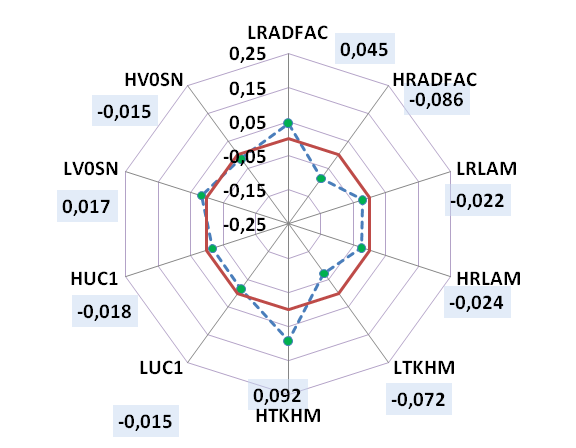 LRADFAC
0,045
0,25
HV0SN
-0,015
HRADFAC
-0,086
0,15
0,05
LV0SN
0,017
-0,05
LRLAM
-0,022
-0,15
-0,25
HUC1
-0,018
HRLAM
-0,024
LUC1
-0,015
LTKHM
-0,072
0,092
HTKHM